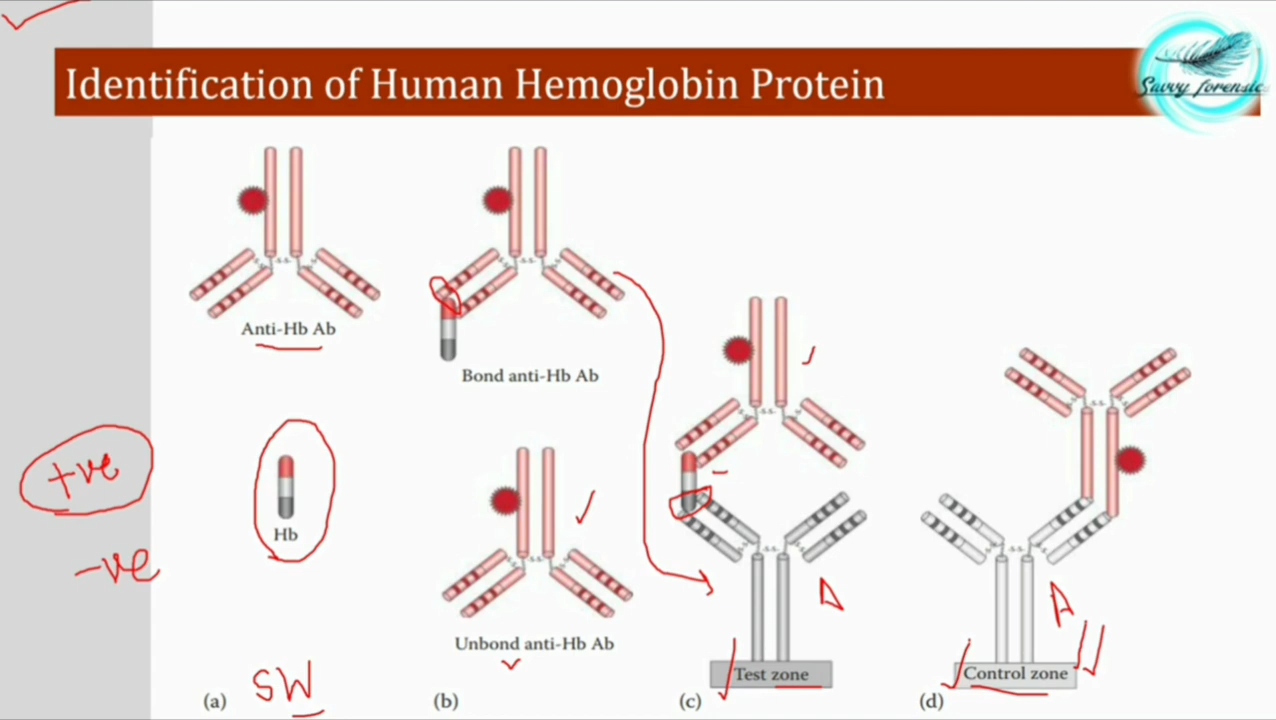 Identification of Human Hemoglobin Protein
Savvy forensic
Anti-Hb Ab
Bond anti-Hb Ab
+ve
Hb
-ve
Unbond anti-Hb Ab
Test zone
Control zone
(a)
SW
(b)
(c)
(d)